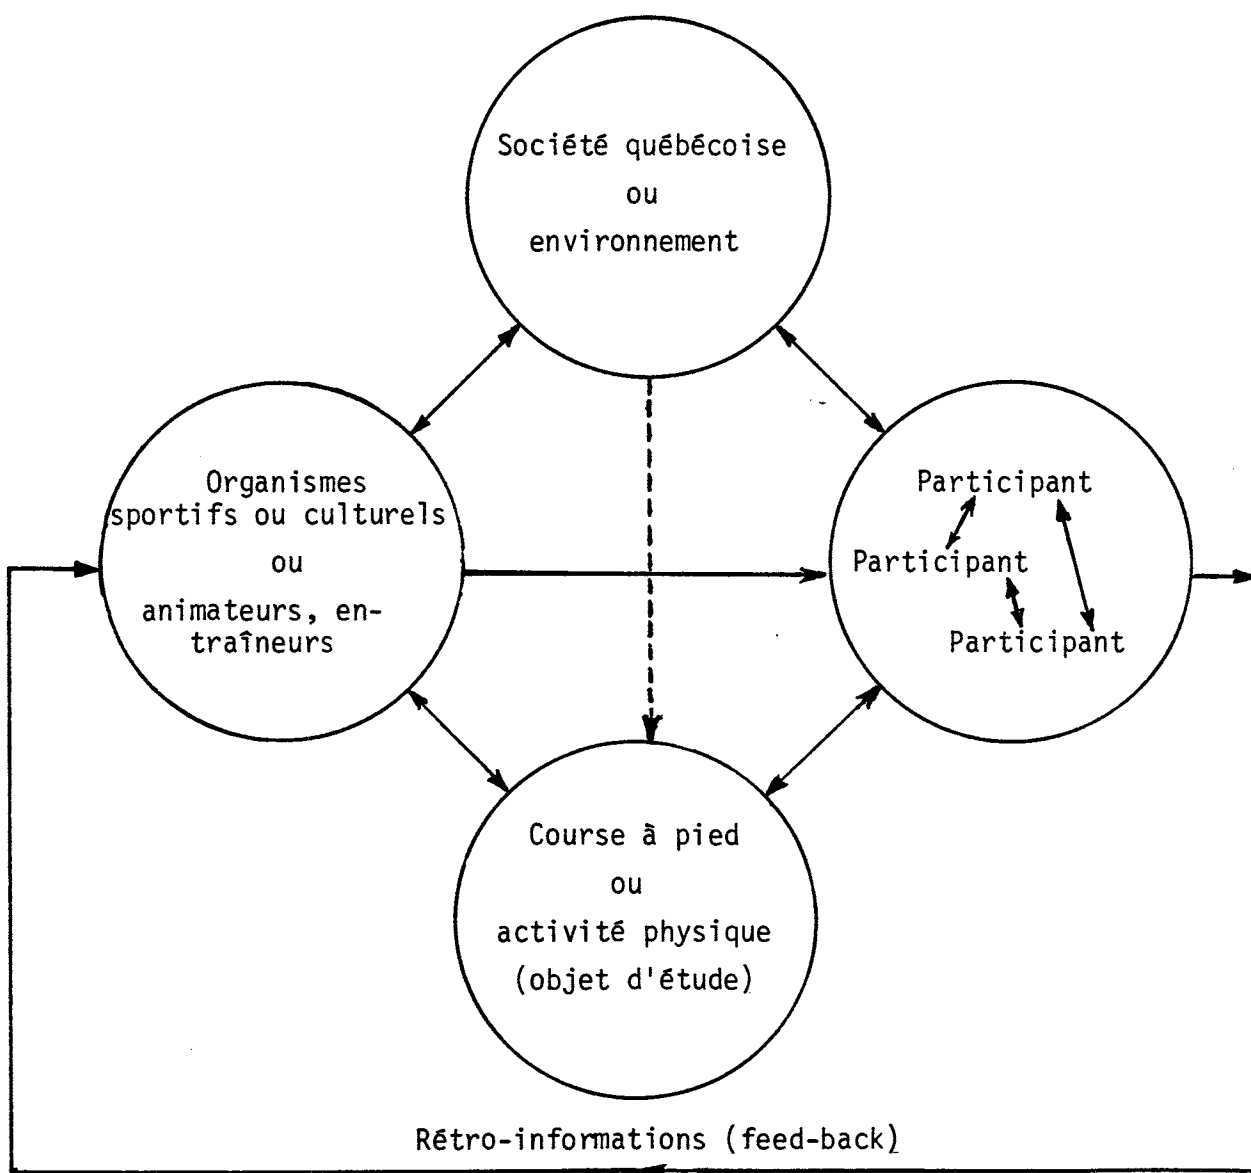 Société québécoise
ou
environnement
Organismes
sportifs ou culturels
ou
animateurs, en-
traîneurs
Participant
Participant
Participant
Course à pied
ou
activité physique
(objet d'étude)
Rétro-informations (feed-back)